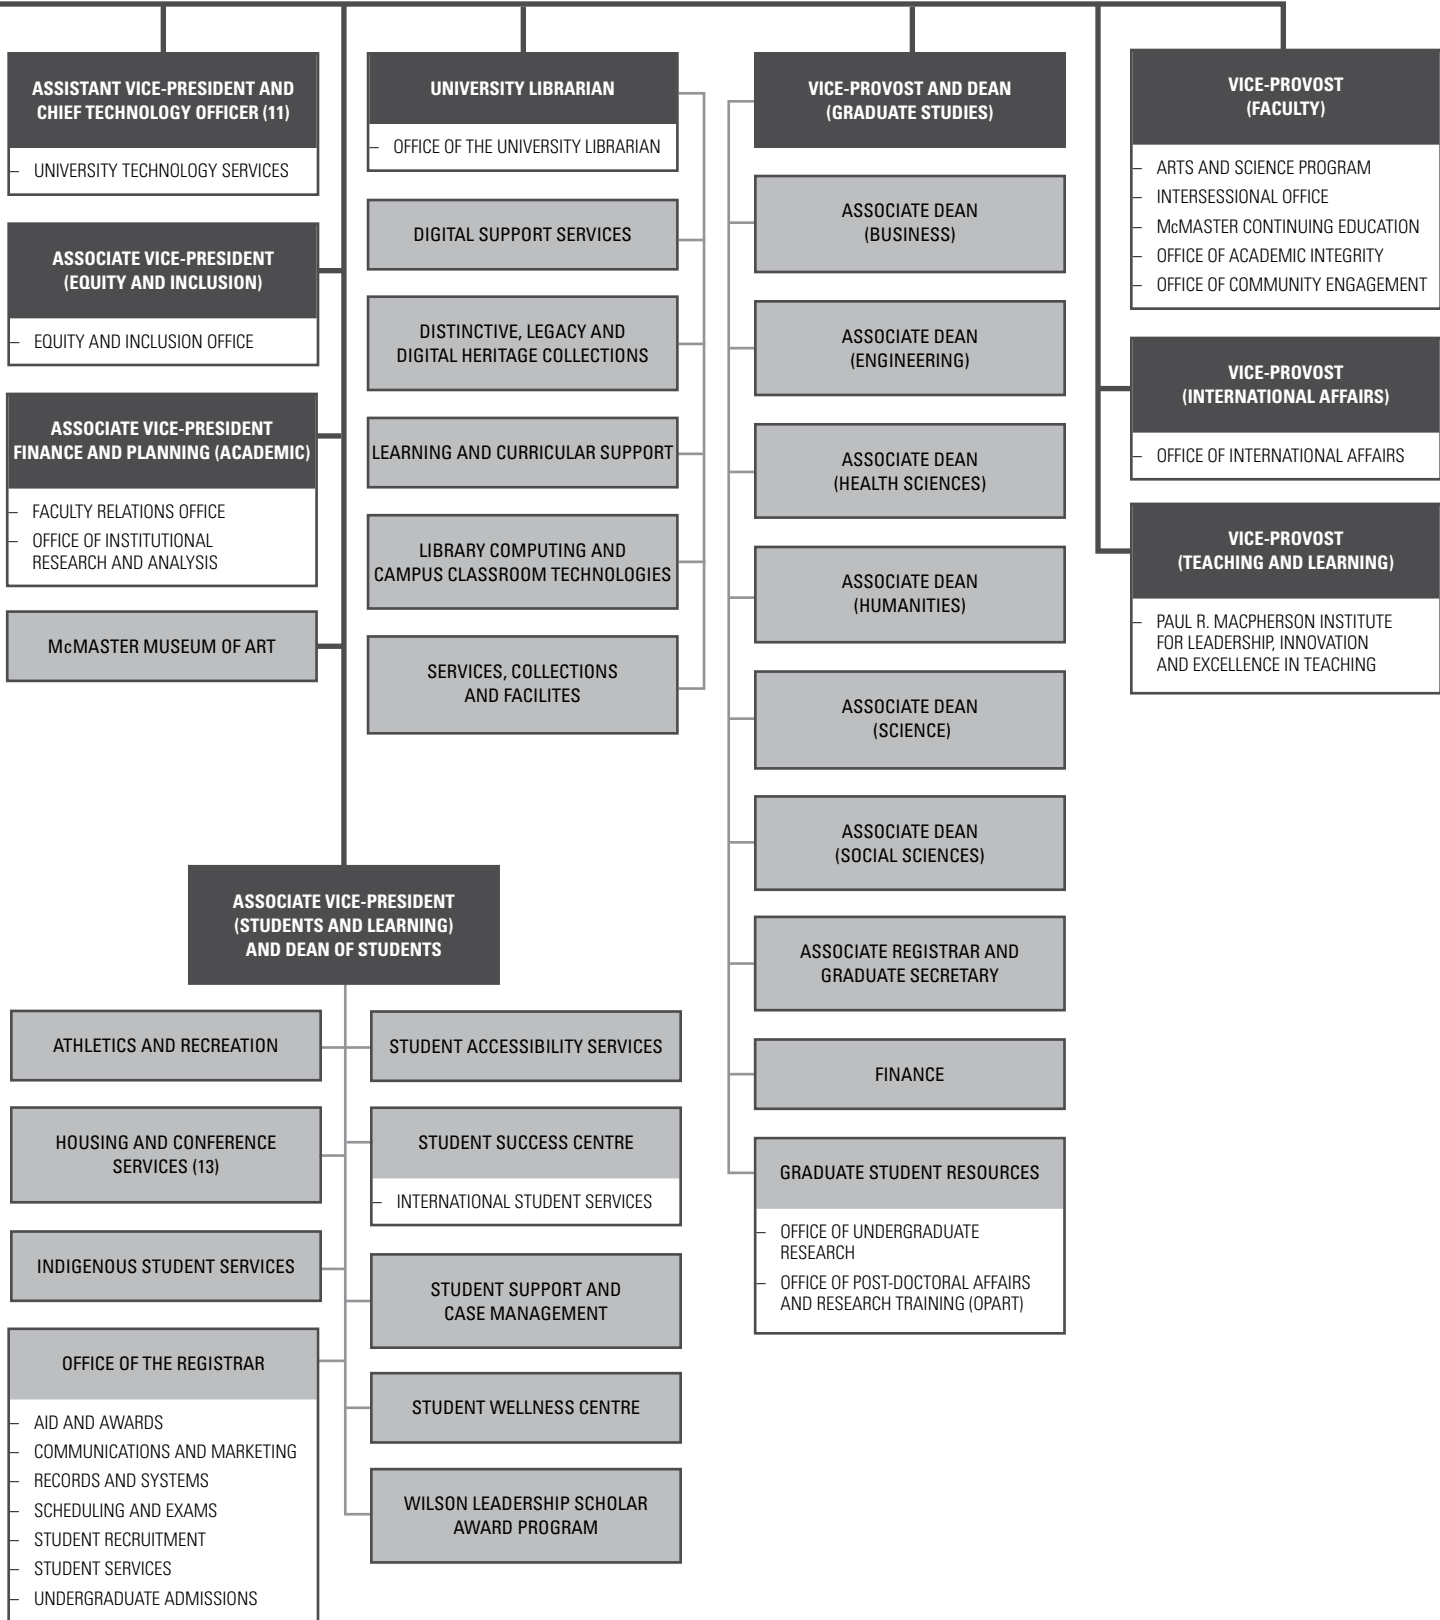 ASSISTANT VICE-PRESIDENT AND
CHIEF TECHNOLOGY OFFICER (11)
– UNIVERSITY TECHNOLOGY SERVICES
ASSOCIATE VICE-PRESIDENT
(EQUITY AND INCLUSION)
– EQUITY AND INCLUSION OFFICE
ASSOCIATE VICE-PRESIDENT
FINANCE AND PLANNING (ACADEMIC)
– FACULTY RELATIONS OFFICE
– OFFICE OF INSTITUTIONAL
RESEARCH AND ANALYSIS
McMASTER MUSEUM OF ART
UNIVERSITY LIBRARIAN
– OFFICE OF THE UNIVERSITY LIBRARIAN
DIGITAL SUPPORT SERVICES
DISTINCTIVE, LEGACY AND
DIGITAL HERITAGE COLLECTIONS
LEARNING AND CURRICULAR SUPPORT
LIBRARY COMPUTING AND
CAMPUS CLASSROOM TECHNOLOGIES
SERVICES, COLLECTIONS
AND FACILITES
VICE-PROVOST AND DEAN
(GRADUATE STUDIES)
ASSOCIATE DEAN
(BUSINESS)
ASSOCIATE DEAN
(ENGINEERING)
ASSOCIATE DEAN
(HEALTH SCIENCES)
ASSOCIATE DEAN
(HUMANITIES)
ASSOCIATE DEAN
(SCIENCE)
ASSOCIATE DEAN
(SOCIAL SCIENCES)
ASSOCIATE REGISTRAR AND
GRADUATE SECRETARY
FINANCE
GRADUATE STUDENT RESOURCES
– OFFICE OF UNDERGRADUATE
RESEARCH
– OFFICE OF POST-DOCTORAL AFFAIRS
AND RESEARCH TRAINING (OPART)
VICE-PROVOST
(FACULTY)
– ARTS AND SCIENCE PROGRAM
– INTERSESSIONAL OFFICE
– McMASTER CONTINUING EDUCATION
– OFFICE OF ACADEMIC INTEGRITY
– OFFICE OF COMMUNITY ENGAGEMENT
VICE-PROVOST
(INTERNATIONAL AFFAIRS)
– OFFICE OF INTERNATIONAL AFFAIRS
VICE-PROVOST
(TEACHING AND LEARNING)
– PAUL R. MACPHERSON INSTITUTE
FOR LEADERSHIP, INNOVATION
AND EXCELLENCE IN TEACHING
ASSOCIATE VICE-PRESIDENT
(STUDENTS AND LEARNING)
AND DEAN OF STUDENTS
ATHLETICS AND RECREATION
HOUSING AND CONFERENCE
SERVICES (13)
INDIGENOUS STUDENT SERVICES
OFFICE OF THE REGISTRAR
– AID AND AWARDS
– COMMUNICATIONS AND MARKETING
– RECORDS AND SYSTEMS
– SCHEDULING AND EXAMS
– STUDENT RECRUITMENT
– STUDENT SERVICES
– UNDERGRADUATE ADMISSIONS
STUDENT ACCESSIBILITY SERVICES
STUDENT SUCCESS CENTRE
– INTERNATIONAL STUDENT SERVICES
STUDENT SUPPORT AND
CASE MANAGEMENT
STUDENT WELLNESS CENTRE
WILSON LEADERSHIP SCHOLAR
AWARD PROGRAM